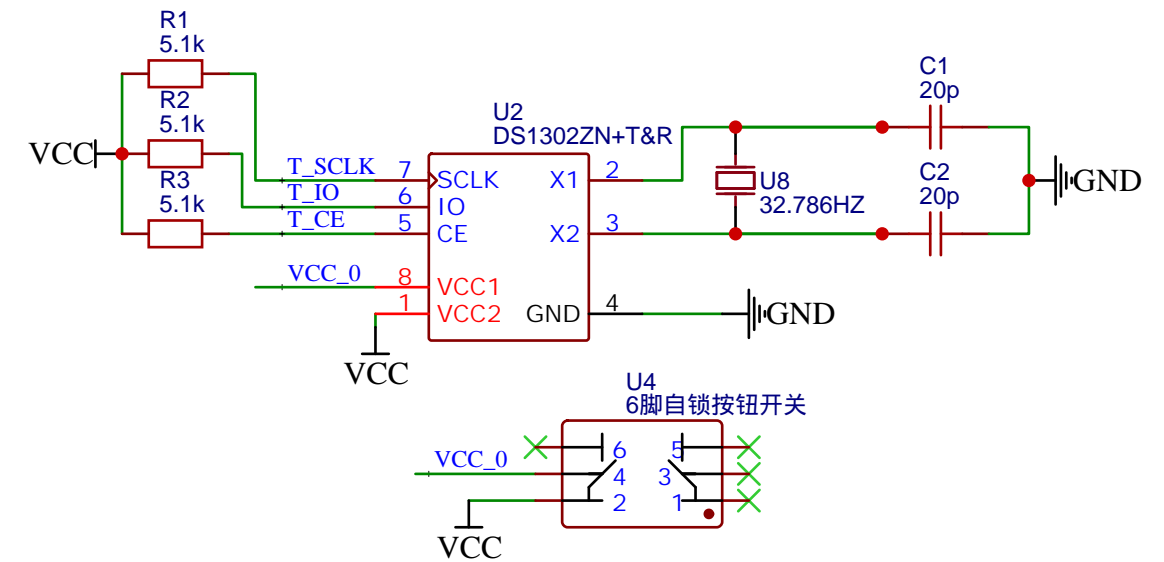 R1
5.1k
R2
5.1k
R3
5.1k
VCC
T_SCLK
T_IO
T_CE
VCC_0
7
6
5
8
1
VCC
U2
DS1302ZN+T&R
SCLK
IO
CE
VCC1
VCC2
X1
X2
GND
2
3
4
U8
32.786HZ
C1
20p
C2
20p
GND
GND
U4
6脚自锁按钮开关
VCC_0
VCC
6
4
2
5
3
1